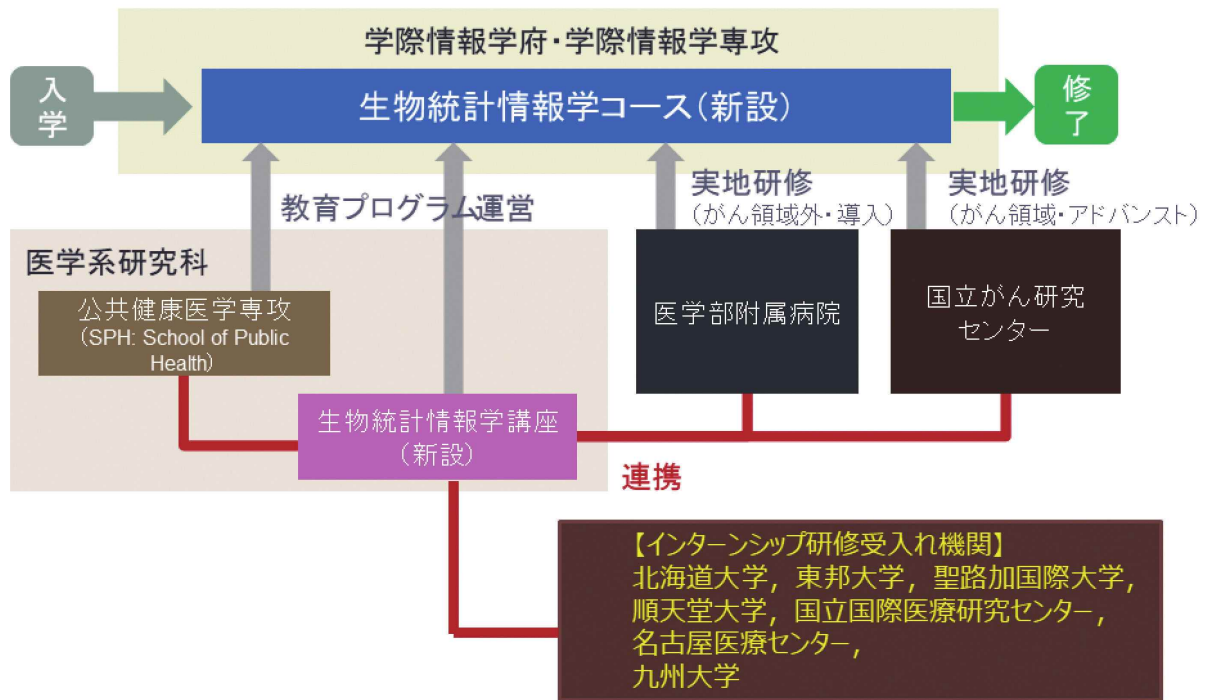 学際情報学府・学際情報学専攻
入
学
生物統計情報学コース(新設)
修
了
教育プログラム運営
実地研修
(がん領域外・導入)
実地研修
(がん領域・アドバンスト)
医学系研究科
公共健康医学専攻
(SPH: School of Public
Health)
医学部附属病院
国立がん研究
センター
生物統計情報学講座
(新設)
連携
【インターンシップ研修受入れ機関】
北海道大学, 東邦大学, 聖路加国際大学,
順天堂大学, 国立国際医療研究センター,
名古屋医療センター,
九州大学